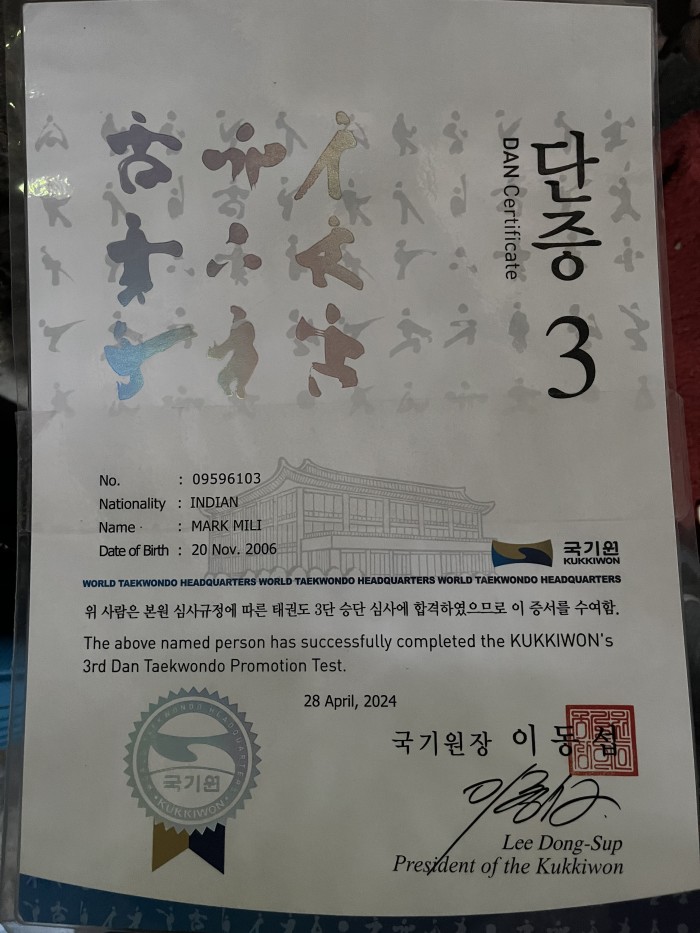 단증
DAN Certificate
3
No. : 09596103
Nationality : INDIAN
Name : MARK MILI
Date of Birth : 20 Nov. 2006
국기원
KUKKIWON
WORLD TAEKWONDO HEADQUARTERS WORLD TAEKWONDO HEADQUARTERS WORLD TAEKWONDO HEADQUARTERS
위 사람은 본원 심사규정에 따른 태권도 3단 승단 심사에 합격하였으므로 이 증서를 수여함.
The above named person has successfully completed the KUKKIWON's
3rd Dan Taekwondo Promotion Test.
28 April, 2024
국기원장 이동섭
Lee Dong-Sup
President of the Kukkiwon
국기원
KUKKIWON